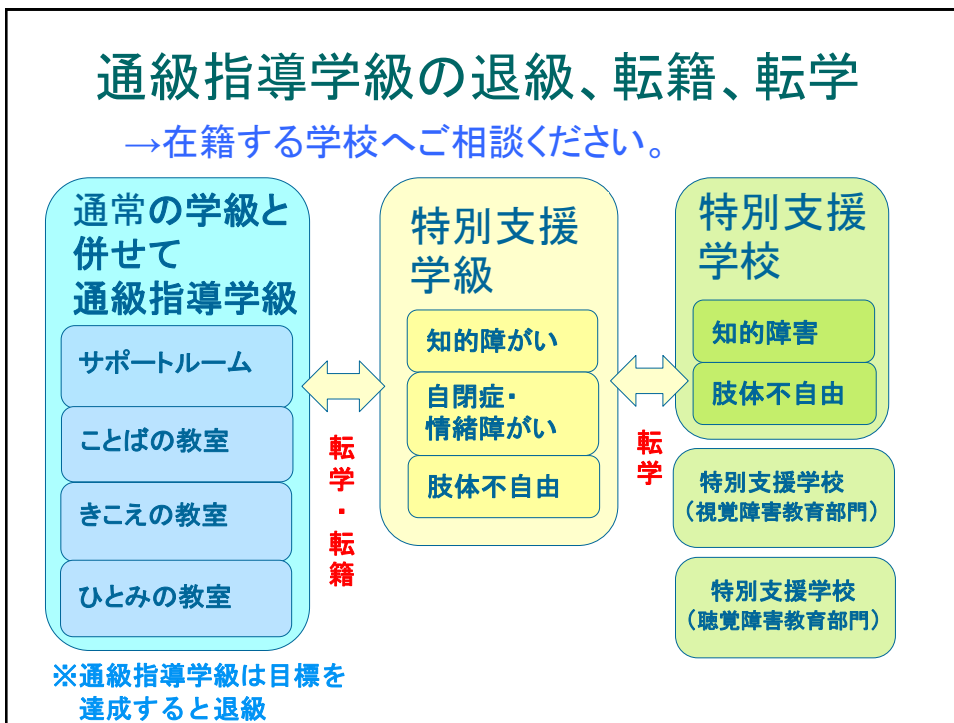 通級指導学級の退級、転籍、転学
→在籍する学校へご相談ください。
通常の学級と
併せて
通級指導学級
サポートルーム
ことばの教室
きこえの教室
ひとみの教室
※通級指導学級は目標を
達成すると退級
転学・転籍
特別支援
学級
知的障がい
自閉症・
情緒障がい
肢体不自由
転学
特別支援
学校
知的障害
肢体不自由
特別支援学校
（視覚障害教育部門）
特別支援学校
（聴覚障害教育部門）